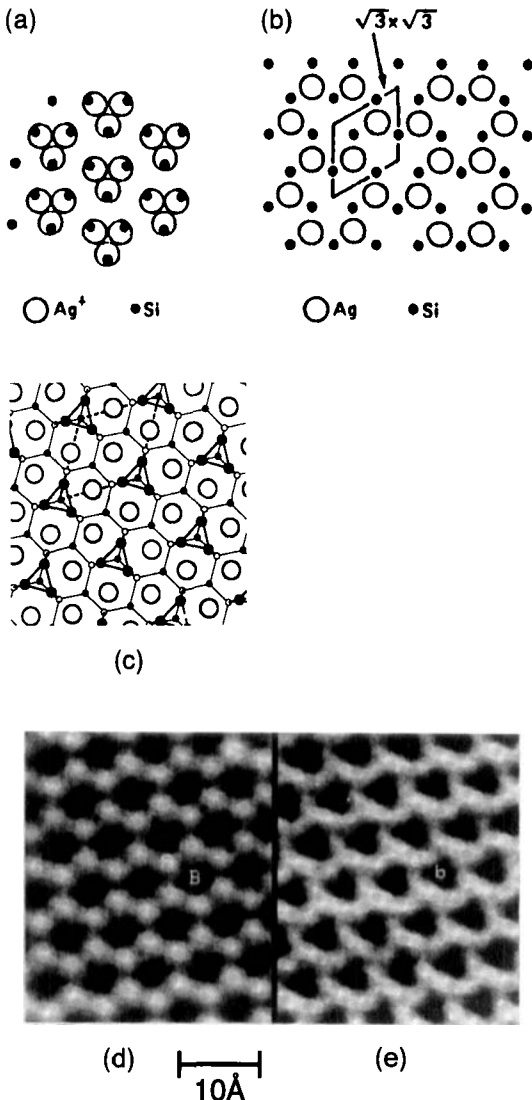 (a)
(b)
√3 × √3
Ag⁺ Si
Ag Si
(c)
B
b
(d) (e)
10Å